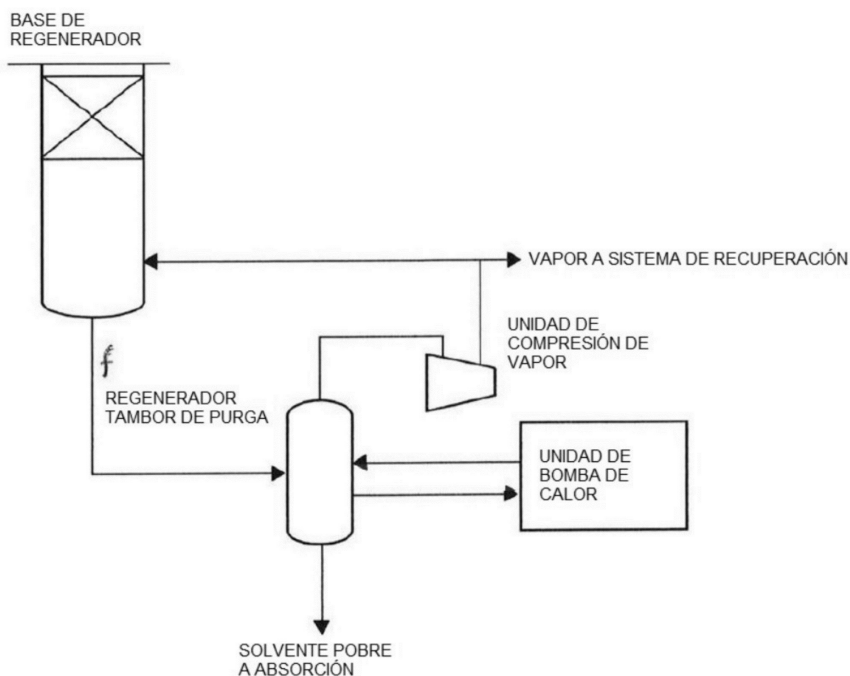 BASE DE
REGENERADOR
VAPOR A SISTEMA DE RECUPERACIÓN
UNIDAD DE
COMPRESIÓN DE
VAPOR
REGENERADOR
TAMBOR DE PURGA
UNIDAD DE
BOMBA DE
CALOR
SOLVENTE POBRE
A ABSORCIÓN